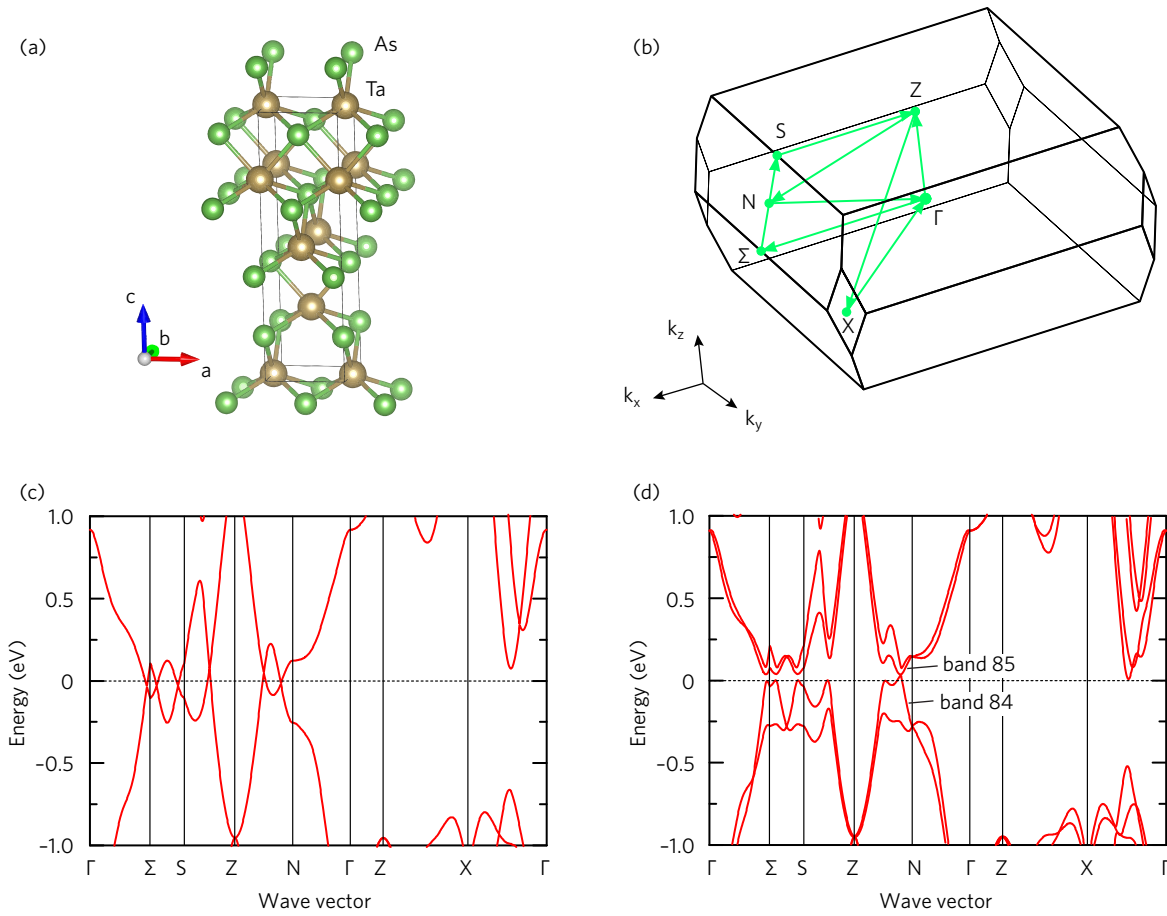 (a)
As
Ta
c
b
a
(b)
Z
S
N
Γ
Σ
X
k_z
k_x
k_y
(c)
1.0
0.5
0
−0.5
−1.0
Energy (eV)
Γ Σ S Z N Γ Z X Γ
Wave vector
(d)
1.0
0.5
0
−0.5
−1.0
Energy (eV)
band 85
band 84
Γ Σ S Z N Γ Z X Γ
Wave vector